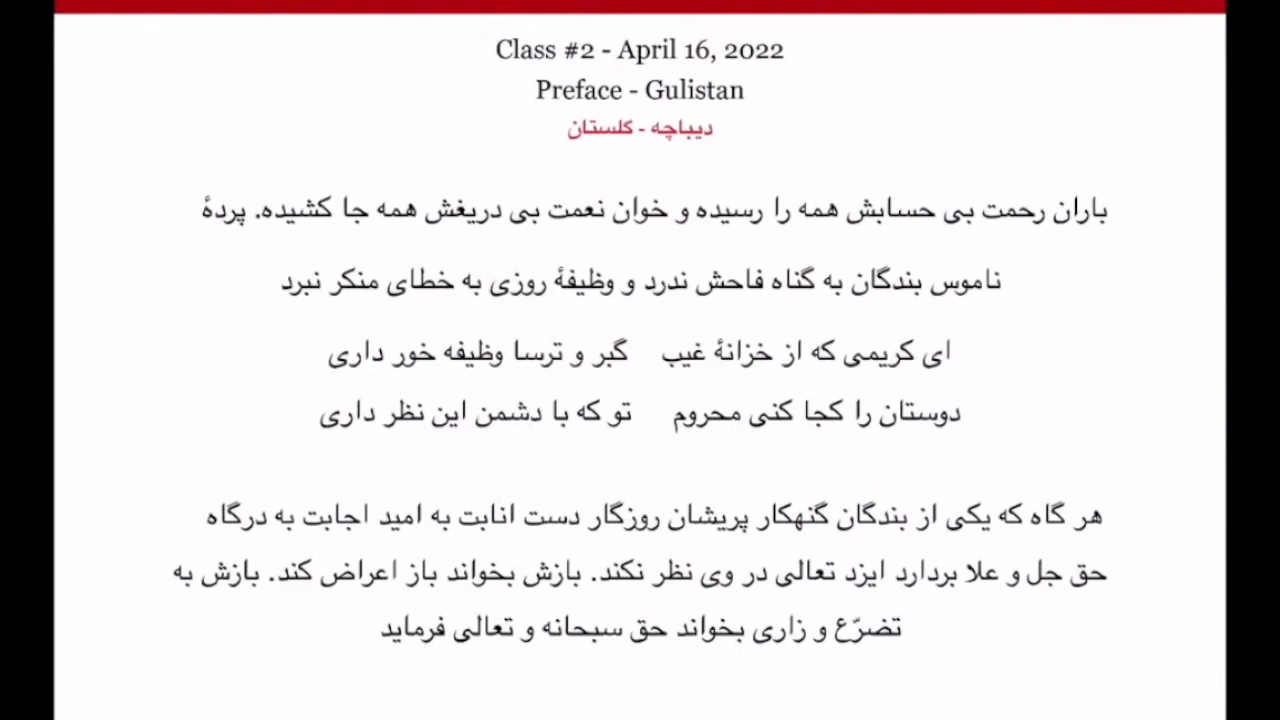 Class #2 - April 16, 2022
Preface - Gulistan
دیباچه - گلستان
باران رحمت بی حسابش همه را رسیده و خوان نعمت بی دریغش همه جا کشیده. پردهٔ
ناموس بندگان به گناه فاحش ندرد و وظیفهٔ روزی به خطای منکر نبرد
ای کریمی که از خزانهٔ غیب گبر و ترسا وظیفه خور داری
دوستان را کجا کنی محروم تو که با دشمن این نظر داری
هر گاه که یکی از بندگان گنهکار پریشان روزگار دست انابت به امید اجابت به درگاه
حق جل و علا بردارد ایزد تعالی در وی نظر نکند. بازش بخواند باز اعراض کند. بازش به
تضرّع و زاری بخواند حق سبحانه و تعالی فرماید